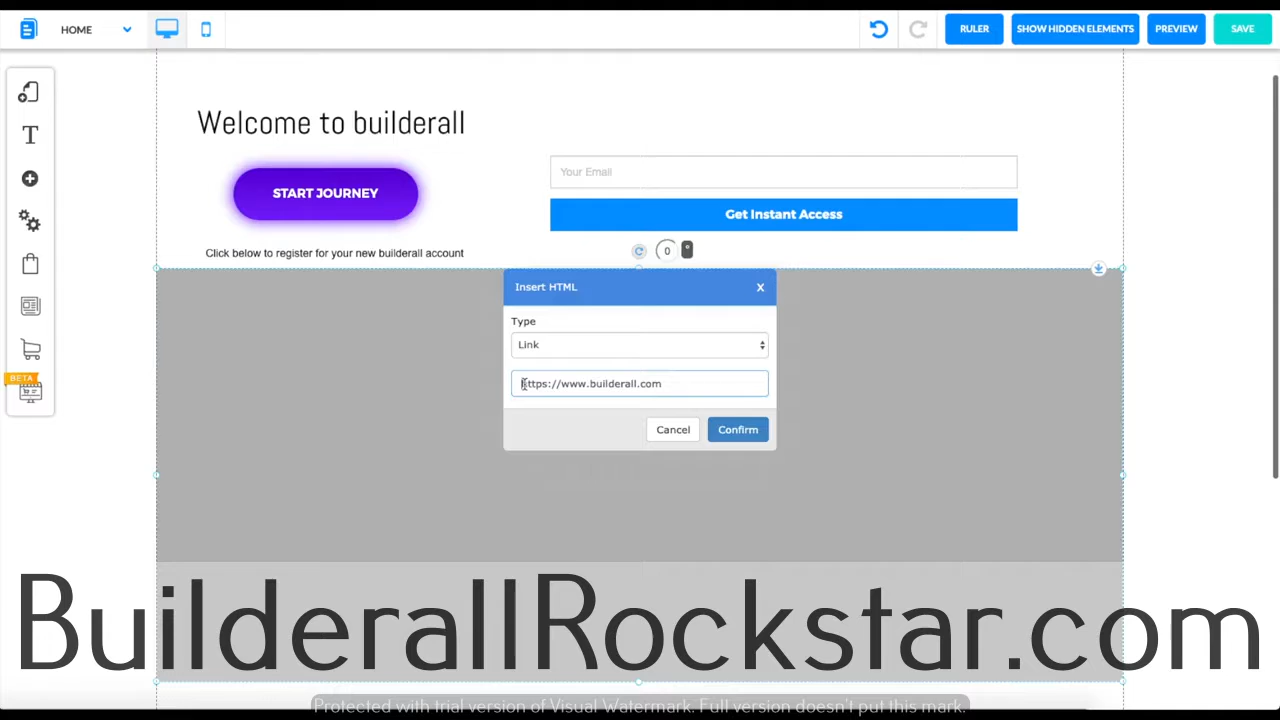 HOME
RULER
SHOW HIDDEN ELEMENTS
PREVIEW
SAVE
Welcome to builderall
START JOURNEY
Your Email
Get Instant Access
Click below to register for your new builderall account
0
Insert HTML
X
Type
Link
https://www.builderall.com
Cancel
Confirm
BETA
BuilderallRockstar.com
Protected with trial version of Visual Watermark. Full version doesn't put this mark.